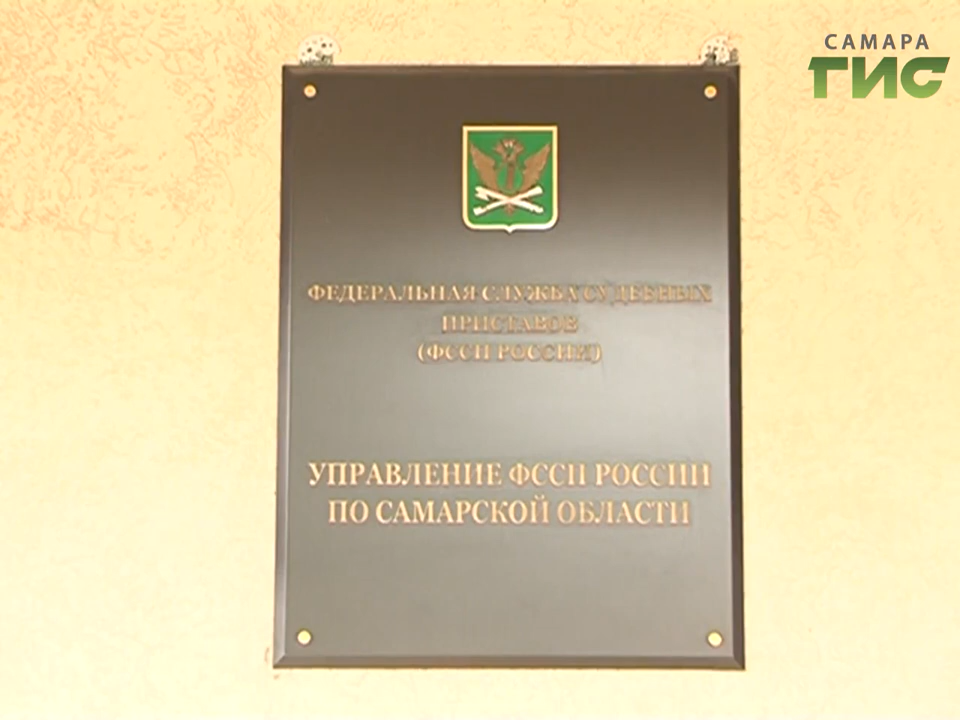 САМАРА
ГИС
ФЕДЕРАЛЬНАЯ СЛУЖБА СУДЕБНЫХ
ПРИСТАВОВ
(ФССП РОССИИ)
УПРАВЛЕНИЕ ФССП РОССИИ
ПО САМАРСКОЙ ОБЛАСТИ